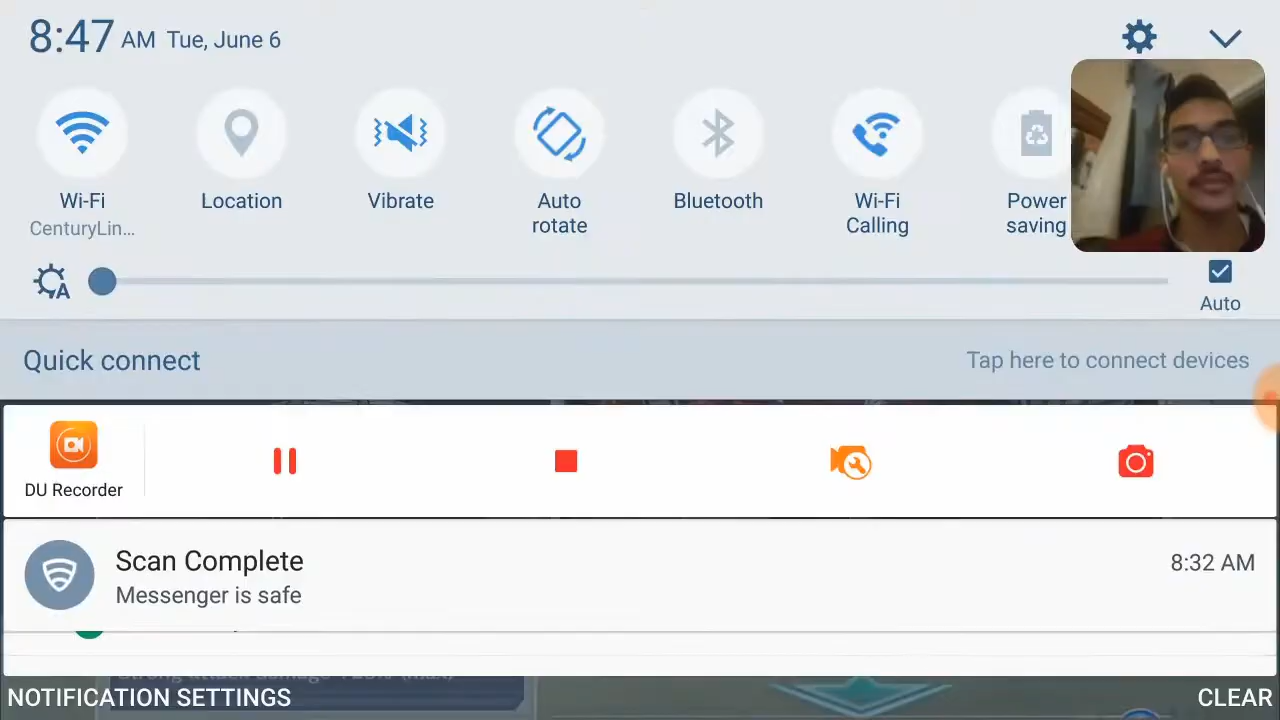 8:47 AM Tue, June 6
Wi-Fi
CenturyLin...
Location
Vibrate
Auto
rotate
Bluetooth
Wi-Fi
Calling
Power
saving
A
Auto
Quick connect
Tap here to connect devices
DU Recorder
Scan Complete
8:32 AM
Messenger is safe
NOTIFICATION SETTINGS
CLEAR